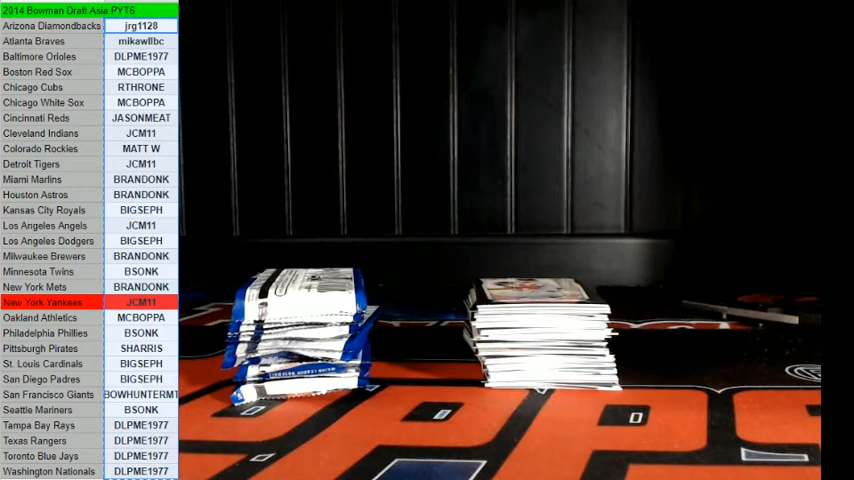 2014 Bowman Draft Asia PYT6
Arizona Diamondbacks jrg1128
Atlanta Braves mikawllbc
Baltimore Orioles DLPME1977
Boston Red Sox MCBOPPA
Chicago Cubs RTHRONE
Chicago White Sox MCBOPPA
Cincinnati Reds JASONMEAT
Cleveland Indians JCM11
Colorado Rockies MATT W
Detroit Tigers JCM11
Miami Marlins BRANDONK
Houston Astros BRANDONK
Kansas City Royals BIGSEPH
Los Angeles Angels JCM11
Los Angeles Dodgers BIGSEPH
Milwaukee Brewers BRANDONK
Minnesota Twins BSONK
New York Mets BRANDONK
New York Yankees JCM11
Oakland Athletics MCBOPPA
Philadelphia Phillies BSONK
Pittsburgh Pirates SHARRIS
St. Louis Cardinals BIGSEPH
San Diego Padres BIGSEPH
San Francisco Giants BOWHUNTERMT
Seattle Mariners BSONK
Tampa Bay Rays DLPME1977
Texas Rangers DLPME1977
Toronto Blue Jays DLPME1977
Washington Nationals DLPME1977
MAJOR LEAGUE BASEBALL
PPS